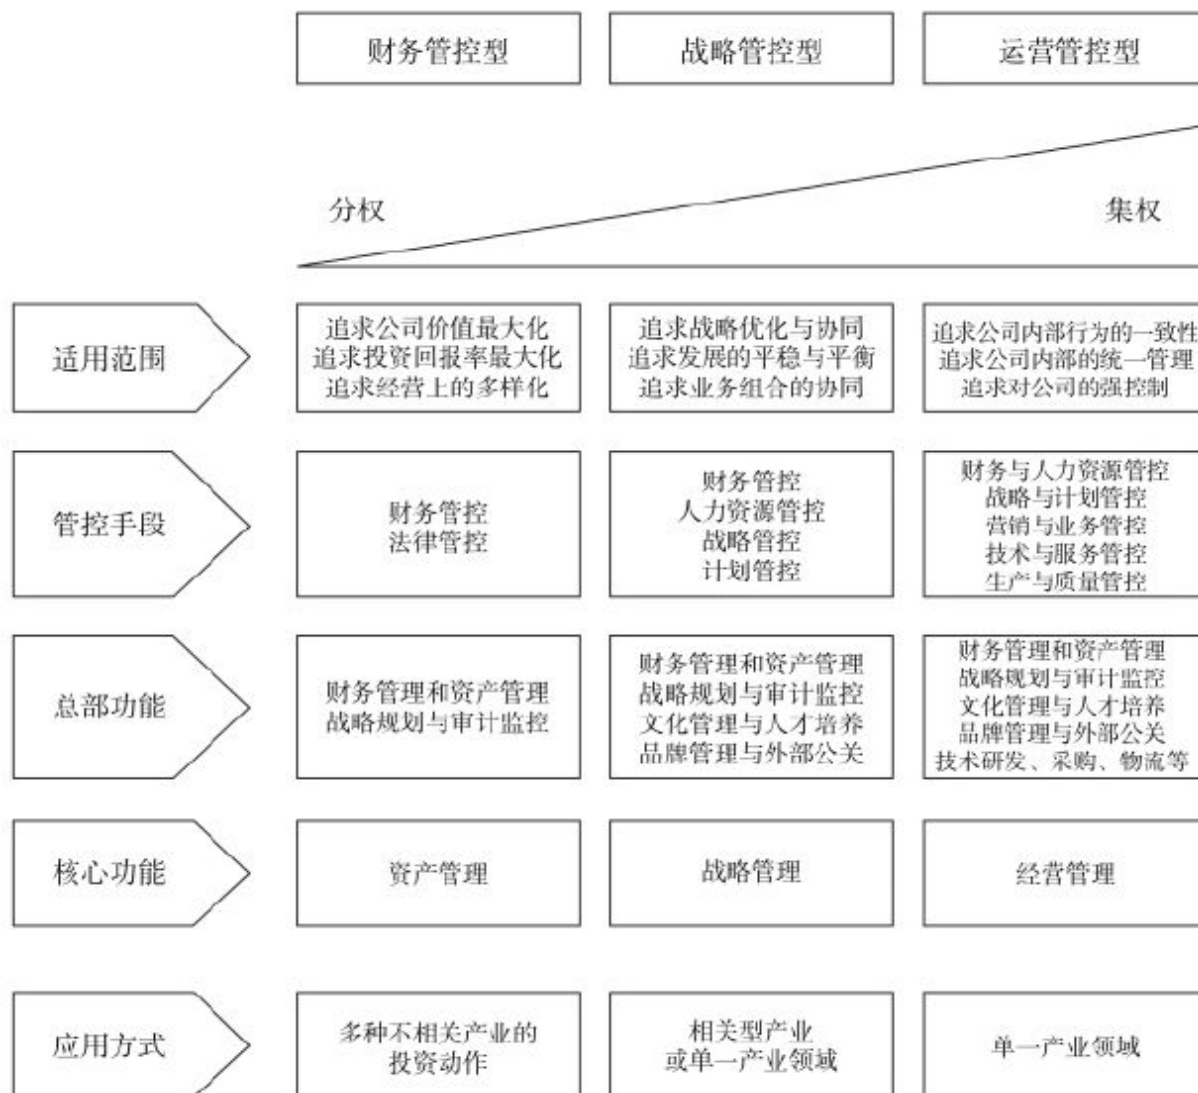 财务管控型
战略管控型
运营管控型
分权
集权
适用范围
追求公司价值最大化
追求投资回报率最大化
追求经营上的多样化
追求战略优化与协同
追求发展的平稳与平衡
追求业务组合的协同
追求公司内部行为的一致性
追求公司内部的统一管理
追求对公司的强控制
管控手段
财务管控
法律管控
财务管控
人力资源管控
战略管控
计划管控
财务与人力资源管控
战略与计划管控
营销与业务管控
技术与服务管控
生产与质量管控
总部功能
财务管理和资产管理
战略规划与审计监控
财务管理和资产管理
战略规划与审计监控
文化管理与人才培养
品牌管理与外部公关
财务管理和资产管理
战略规划与审计监控
文化管理与人才培养
品牌管理与外部公关
技术研发、采购、物流等
核心功能
资产管理
战略管理
经营管理
应用方式
多种不相关产业的
投资动作
相关型产业
或单一产业领域
单一产业领域